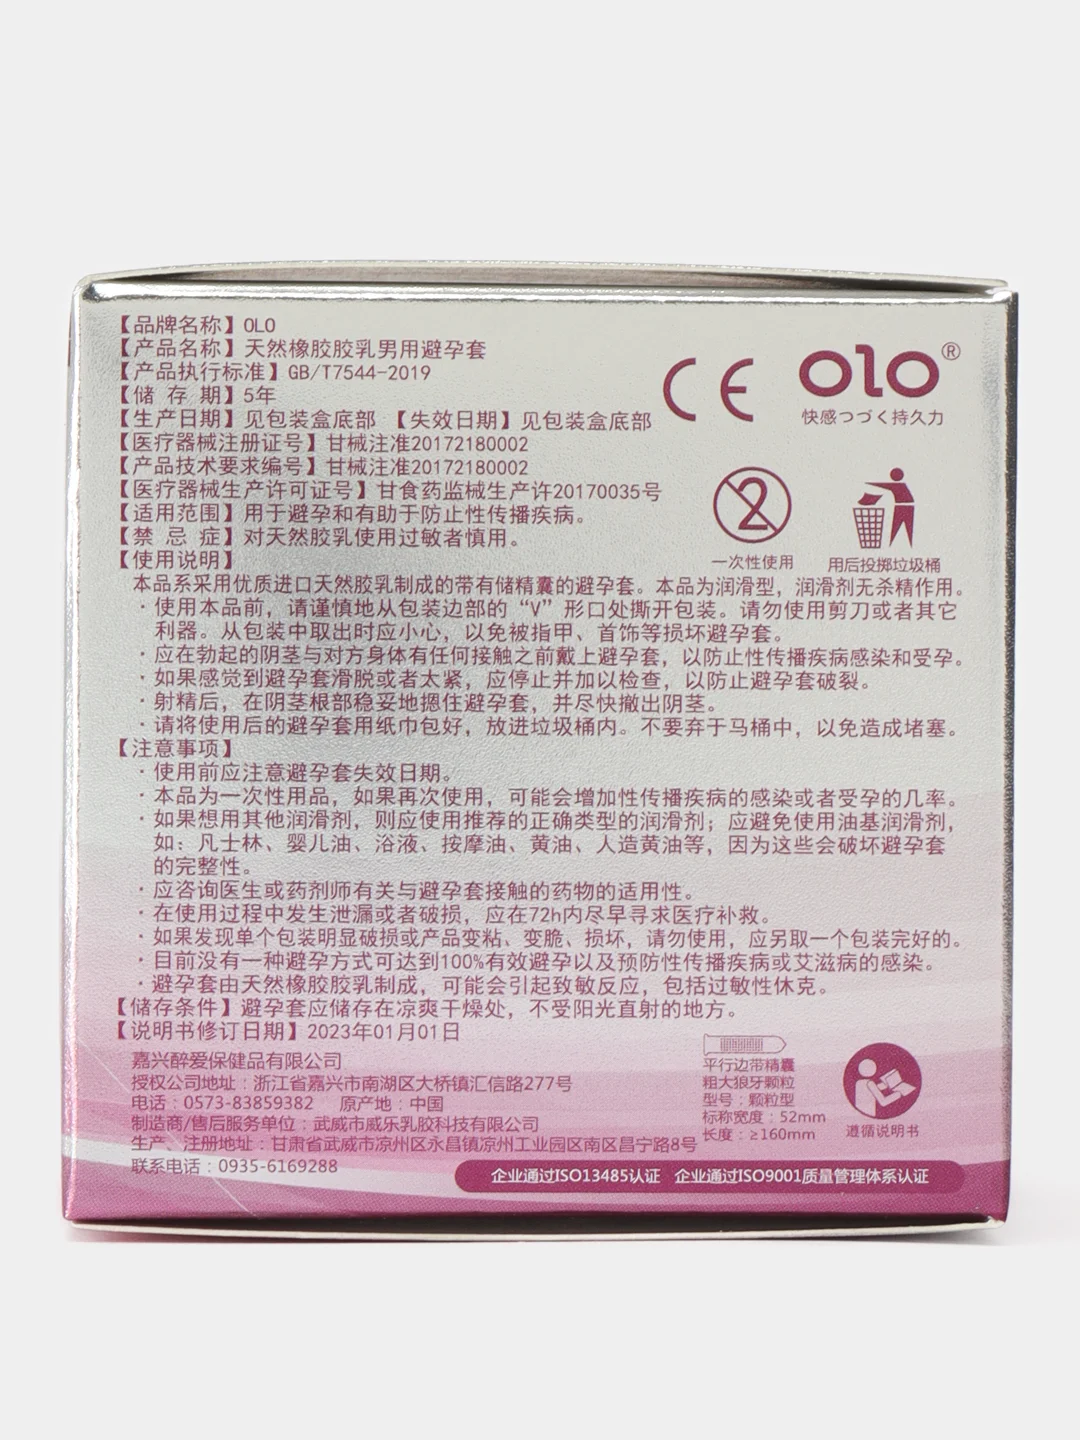 【品牌名称】OLO
【产品名称】天然橡胶胶乳男用避孕套
【产品执行标准】GB/T7544-2019
【储 存 期】5年
【生产日期】见包装盒底部 【失效日期】见包装盒底部
【医疗器械注册证号】甘械注准20172180002
【产品技术要求编号】甘械注准20172180002
【医疗器械生产许可证号】甘食药监械生产许20170035号
【适用范围】用于避孕和有助于防止性传播疾病。
【禁 忌 症】对天然胶乳使用过敏者慎用。
CE
olo®
快感つづく持久力
2
一次性使用
用后投掷垃圾桶
【使用说明】
本品系采用优质进口天然胶乳制成的带有储精囊的避孕套。本品为润滑型，润滑剂无杀精作用。
·使用本品前，请谨慎地从包装边部的“V”形口处撕开包装。请勿使用剪刀或者其它
利器。从包装中取出时应小心，以免被指甲、首饰等损坏避孕套。
·应在勃起的阴茎与对方身体有任何接触之前戴上避孕套，以防止性传播疾病感染和受孕。
·如果感觉到避孕套滑脱或者太紧，应停止并加以检查，以防止避孕套破裂。
·射精后，在阴茎根部稳妥地摁住避孕套，并尽快撤出阴茎。
·请将使用后的避孕套用纸巾包好，放进垃圾桶内。不要弃于马桶中，以免造成堵塞。
【注意事项】
·使用前应注意避孕套失效日期。
·本品为一次性用品，如果再次使用，可能会增加性传播疾病的感染或者受孕的几率。
·如果想用其他润滑剂，则应使用推荐的正确类型的润滑剂；应避免使用油基润滑剂，
如：凡士林、婴儿油、浴液、按摩油、黄油、人造黄油等，因为这些会破坏避孕套
的完整性。
·应咨询医生或药剂师有关与避孕套接触的药物的适用性。
·在使用过程中发生泄漏或者破损，应在72h内尽早寻求医疗补救。
·如果发现单个包装明显破损或产品变粘、变脆、损坏，请勿使用，应另取一个包装完好的。
·目前没有一种避孕方式可达到100%有效避孕以及预防性传播疾病或艾滋病的感染。
·避孕套由天然橡胶胶乳制成，可能会引起致敏反应，包括过敏性休克。
【储存条件】避孕套应储存在凉爽干燥处，不受阳光直射的地方。
【说明书修订日期】2023年01月01日
嘉兴醉爱保健品有限公司
授权公司地址：浙江省嘉兴市南湖区大桥镇汇信路277号
电话：0573-83859382 原产地：中国
制造商/售后服务单位：武威市威乐乳胶科技有限公司
生产、注册地址：甘肃省武威市凉州区永昌镇凉州工业园区南区昌宁路8号
联系电话：0935-6169288
平行边带精囊
粗大狼牙颗粒
型号：颗粒型
标称宽度：52mm
长度：≥160mm
遵循说明书
企业通过ISO13485认证 企业通过ISO9001质量管理体系认证